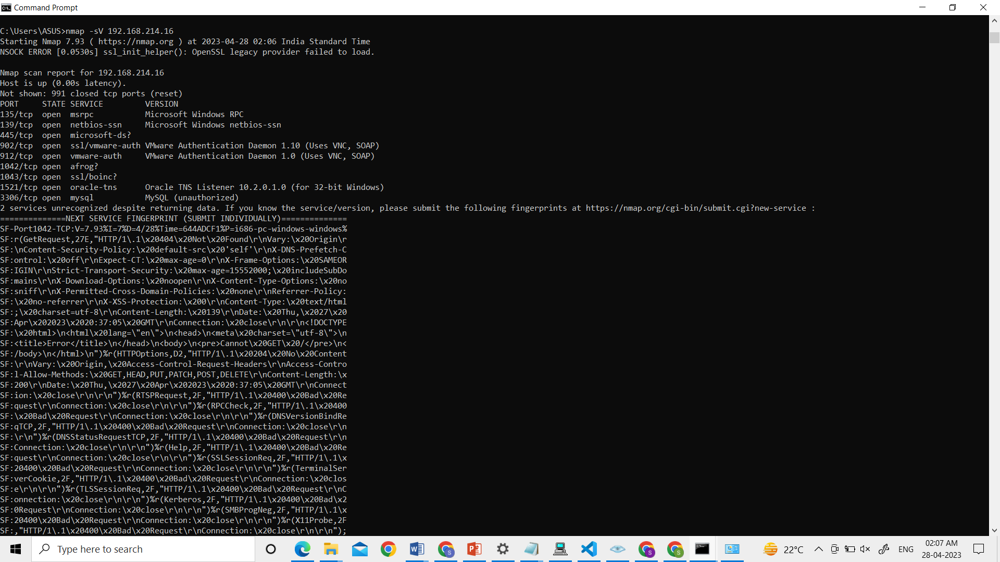 Command Prompt
C:\Users\ASUS>nmap -sV 192.168.214.16
Starting Nmap 7.93 ( https://nmap.org ) at 2023-04-28 02:06 India Standard Time
NSOCK ERROR [0.0530s] ssl_init_helper(): OpenSSL legacy provider failed to load.
Nmap scan report for 192.168.214.16
Host is up (0.00s latency).
Not shown: 991 closed tcp ports (reset)
PORT     STATE SERVICE         VERSION
135/tcp  open  msrpc           Microsoft Windows RPC
139/tcp  open  netbios-ssn     Microsoft Windows netbios-ssn
445/tcp  open  microsoft-ds?
902/tcp  open  ssl/vmware-auth VMware Authentication Daemon 1.10 (Uses VNC, SOAP)
912/tcp  open  vmware-auth     VMware Authentication Daemon 1.0 (Uses VNC, SOAP)
1042/tcp open  afrog?
1043/tcp open  ssl/boinc?
1521/tcp open  oracle-tns      Oracle TNS Listener 10.2.0.1.0 (for 32-bit Windows)
3306/tcp open  mysql           MySQL (unauthorized)
2 services unrecognized despite returning data. If you know the service/version, please submit the following fingerprints at https://nmap.org/cgi-bin/submit.cgi?new-service :
==============NEXT SERVICE FINGERPRINT (SUBMIT INDIVIDUALLY)==============
SF-Port1042-TCP:V=7.93%I=7%D=4/28%Time=644ADCF1%P=i686-pc-windows-windows%
SF:r(GetRequest,27E,"HTTP/1\.1\x20404\x20Not\x20Found\r\nVary:\x20Origin\r
SF:\nContent-Security-Policy:\x20default-src\x20'self'\r\nX-DNS-Prefetch-C
SF:ontrol:\x20off\r\nExpect-CT:\x20max-age=0\r\nX-Frame-Options:\x20SAMEOR
SF:IGIN\r\nStrict-Transport-Security:\x20max-age=15552000;\x20includeSubDo
SF:mains\r\nX-Download-Options:\x20noopen\r\nX-Content-Type-Options:\x20no
SF:sniff\r\nX-Permitted-Cross-Domain-Policies:\x20none\r\nReferrer-Policy:
SF:\x20no-referrer\r\nX-XSS-Protection:\x200\r\nContent-Type:\x20text/html
SF:;\x20charset=utf-8\r\nContent-Length:\x20139\r\nDate:\x20Thu,\x2027\x20
SF:Apr\x202023\x2020:37:05\x20GMT\r\nConnection:\x20close\r\n\r\n<!DOCTYPE
SF:\x20html>\n<html\x20lang=\"en\">\n<head>\n<meta\x20charset=\"utf-8\">\n
SF:<title>Error</title>\n</head>\n<body>\n<pre>Cannot\x20GET\x20/</pre>\n<
SF:/body>\n</html>\n")%r(HTTPOptions,D2,"HTTP/1\.1\x20204\x20No\x20Content
SF:\r\nVary:\x20Origin,\x20Access-Control-Request-Headers\r\nAccess-Contro
SF:l-Allow-Methods:\x20GET,HEAD,PUT,PATCH,POST,DELETE\r\nContent-Length:\x
SF:200\r\nDate:\x20Thu,\x2027\x20Apr\x202023\x2020:37:05\x20GMT\r\nConnect
SF:ion:\x20close\r\n\r\n")%r(RTSPRequest,2F,"HTTP/1\.1\x20400\x20Bad\x20Re
SF:quest\r\nConnection:\x20close\r\n\r\n")%r(RPCCheck,2F,"HTTP/1\.1\x20400
SF:\x20Bad\x20Request\r\nConnection:\x20close\r\n\r\n")%r(DNSVersionBindRe
SF:qTCP,2F,"HTTP/1\.1\x20400\x20Bad\x20Request\r\nConnection:\x20close\r\n
SF:\r\n")%r(DNSStatusRequestTCP,2F,"HTTP/1\.1\x20400\x20Bad\x20Request\r\n
SF:Connection:\x20close\r\n\r\n")%r(Help,2F,"HTTP/1\.1\x20400\x20Bad\x20Re
SF:quest\r\nConnection:\x20close\r\n\r\n")%r(SSLSessionReq,2F,"HTTP/1\.1\x
SF:20400\x20Bad\x20Request\r\nConnection:\x20close\r\n\r\n")%r(TerminalSer
SF:verCookie,2F,"HTTP/1\.1\x20400\x20Bad\x20Request\r\nConnection:\x20clos
SF:e\r\n\r\n")%r(TLSSessionReq,2F,"HTTP/1\.1\x20400\x20Bad\x20Request\r\nC
SF:onnection:\x20close\r\n\r\n")%r(Kerberos,2F,"HTTP/1\.1\x20400\x20Bad\x2
SF:0Request\r\nConnection:\x20close\r\n\r\n")%r(SMBProgNeg,2F,"HTTP/1\.1\x
SF:20400\x20Bad\x20Request\r\nConnection:\x20close\r\n\r\n")%r(X11Probe,2F
SF:,"HTTP/1\.1\x20400\x20Bad\x20Request\r\nConnection:\x20close\r\n\r\n");
Type here to search
22°C
ENG
02:07 AM
28-04-2023